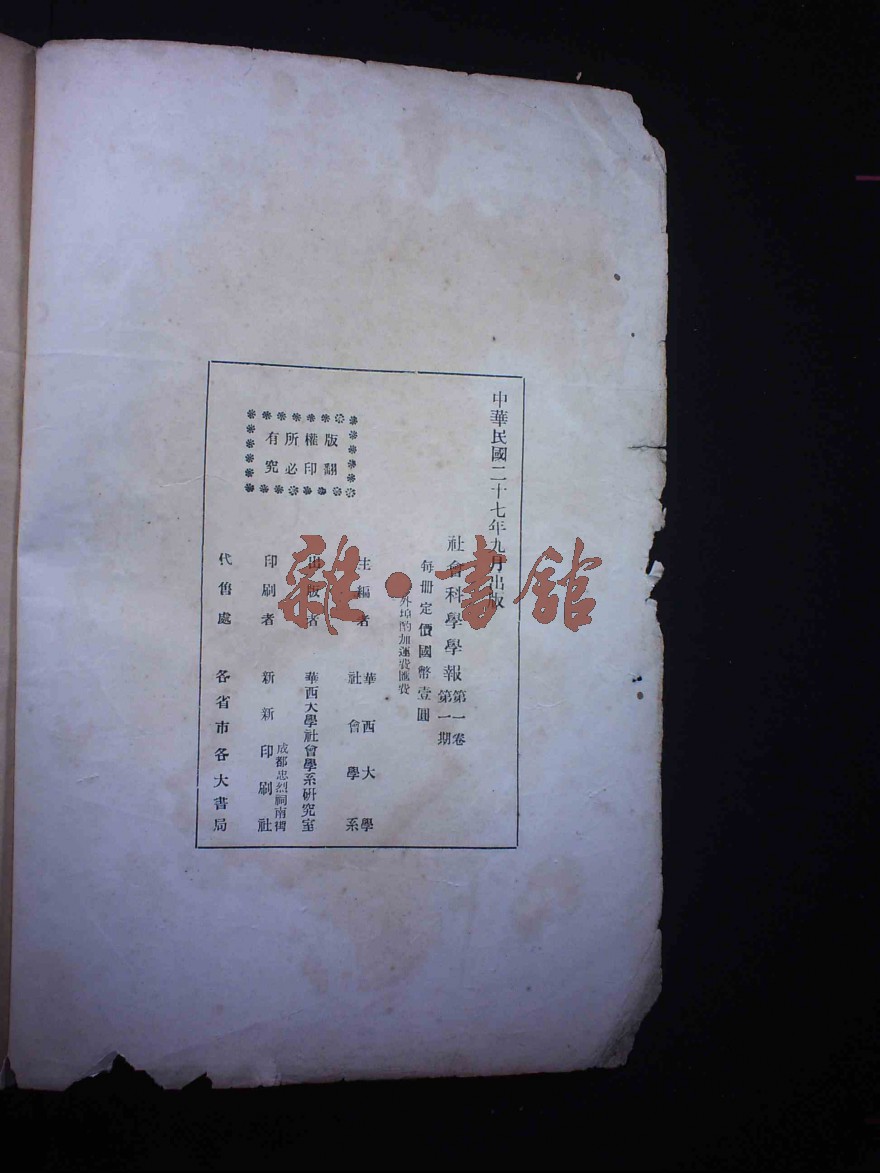 中華民國二十七年九月出版
社會科學學報
第一卷
第一期
每册定價國幣壹圓
外埠酌加運費匯費
主編者
華西大學
社會學系
出版者
華西大學社會學系研究室
印刷者
成都忠烈祠南
新新印刷社
代售處
各省市各大書局
版權所有
翻印必究
雜·書館